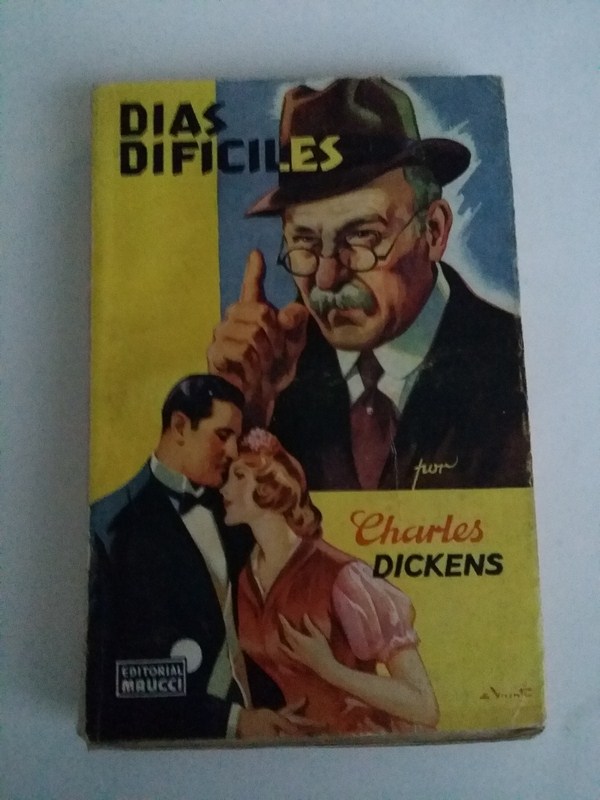 DIAS
DIFICILES
por
Charles
DICKENS
EDITORIAL
MAUCCI